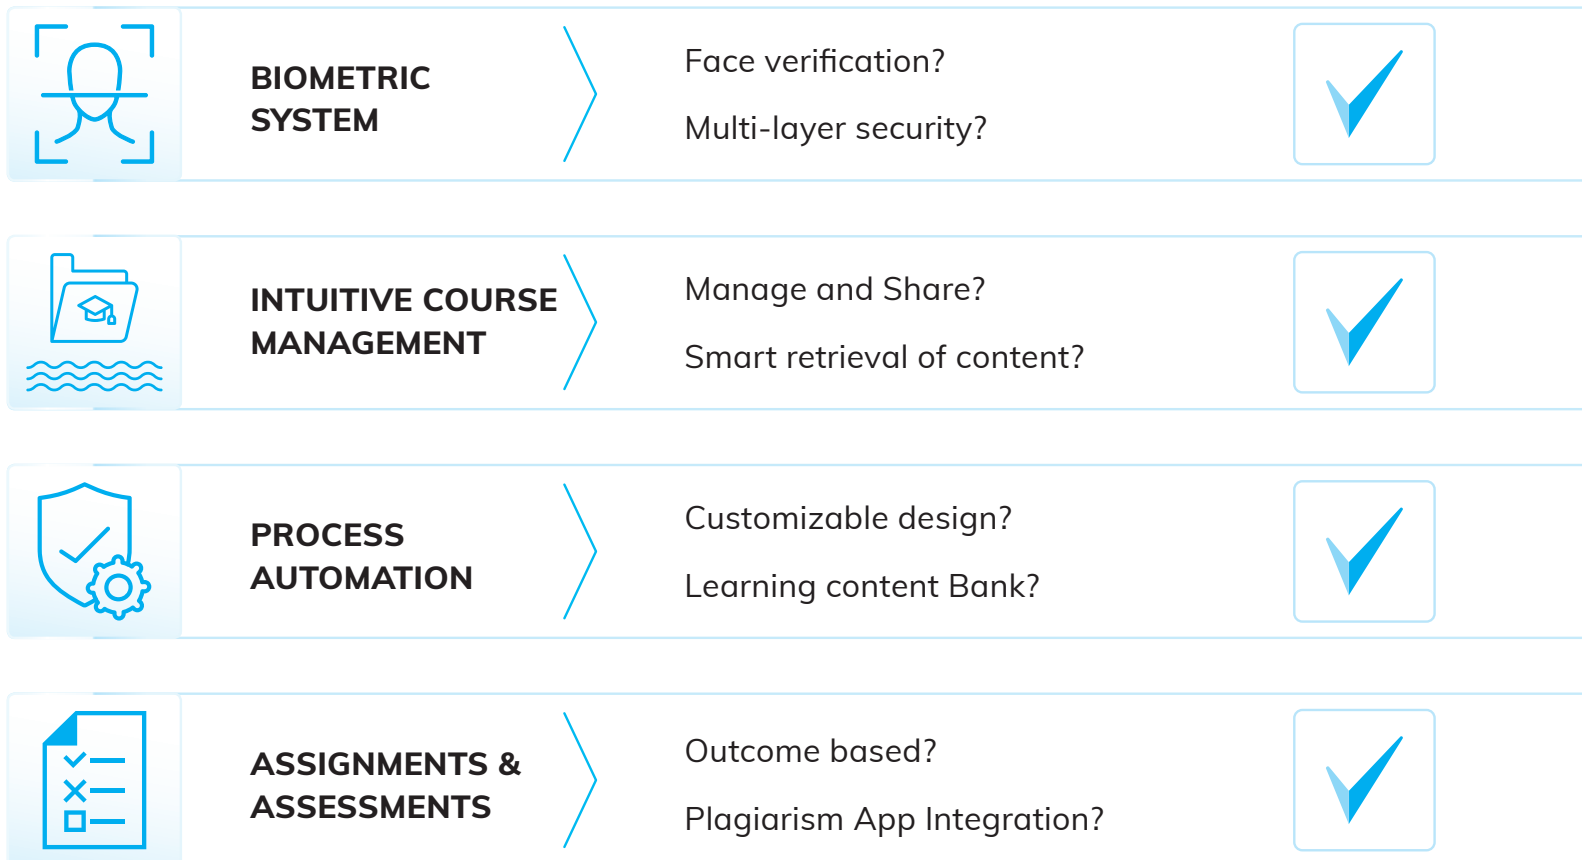 BIOMETRIC
SYSTEM
Face verification?
Multi-layer security?
INTUITIVE COURSE
MANAGEMENT
Manage and Share?
Smart retrieval of content?
PROCESS
AUTOMATION
Customizable design?
Learning content Bank?
ASSIGNMENTS &
ASSESSMENTS
Outcome based?
Plagiarism App Integration?